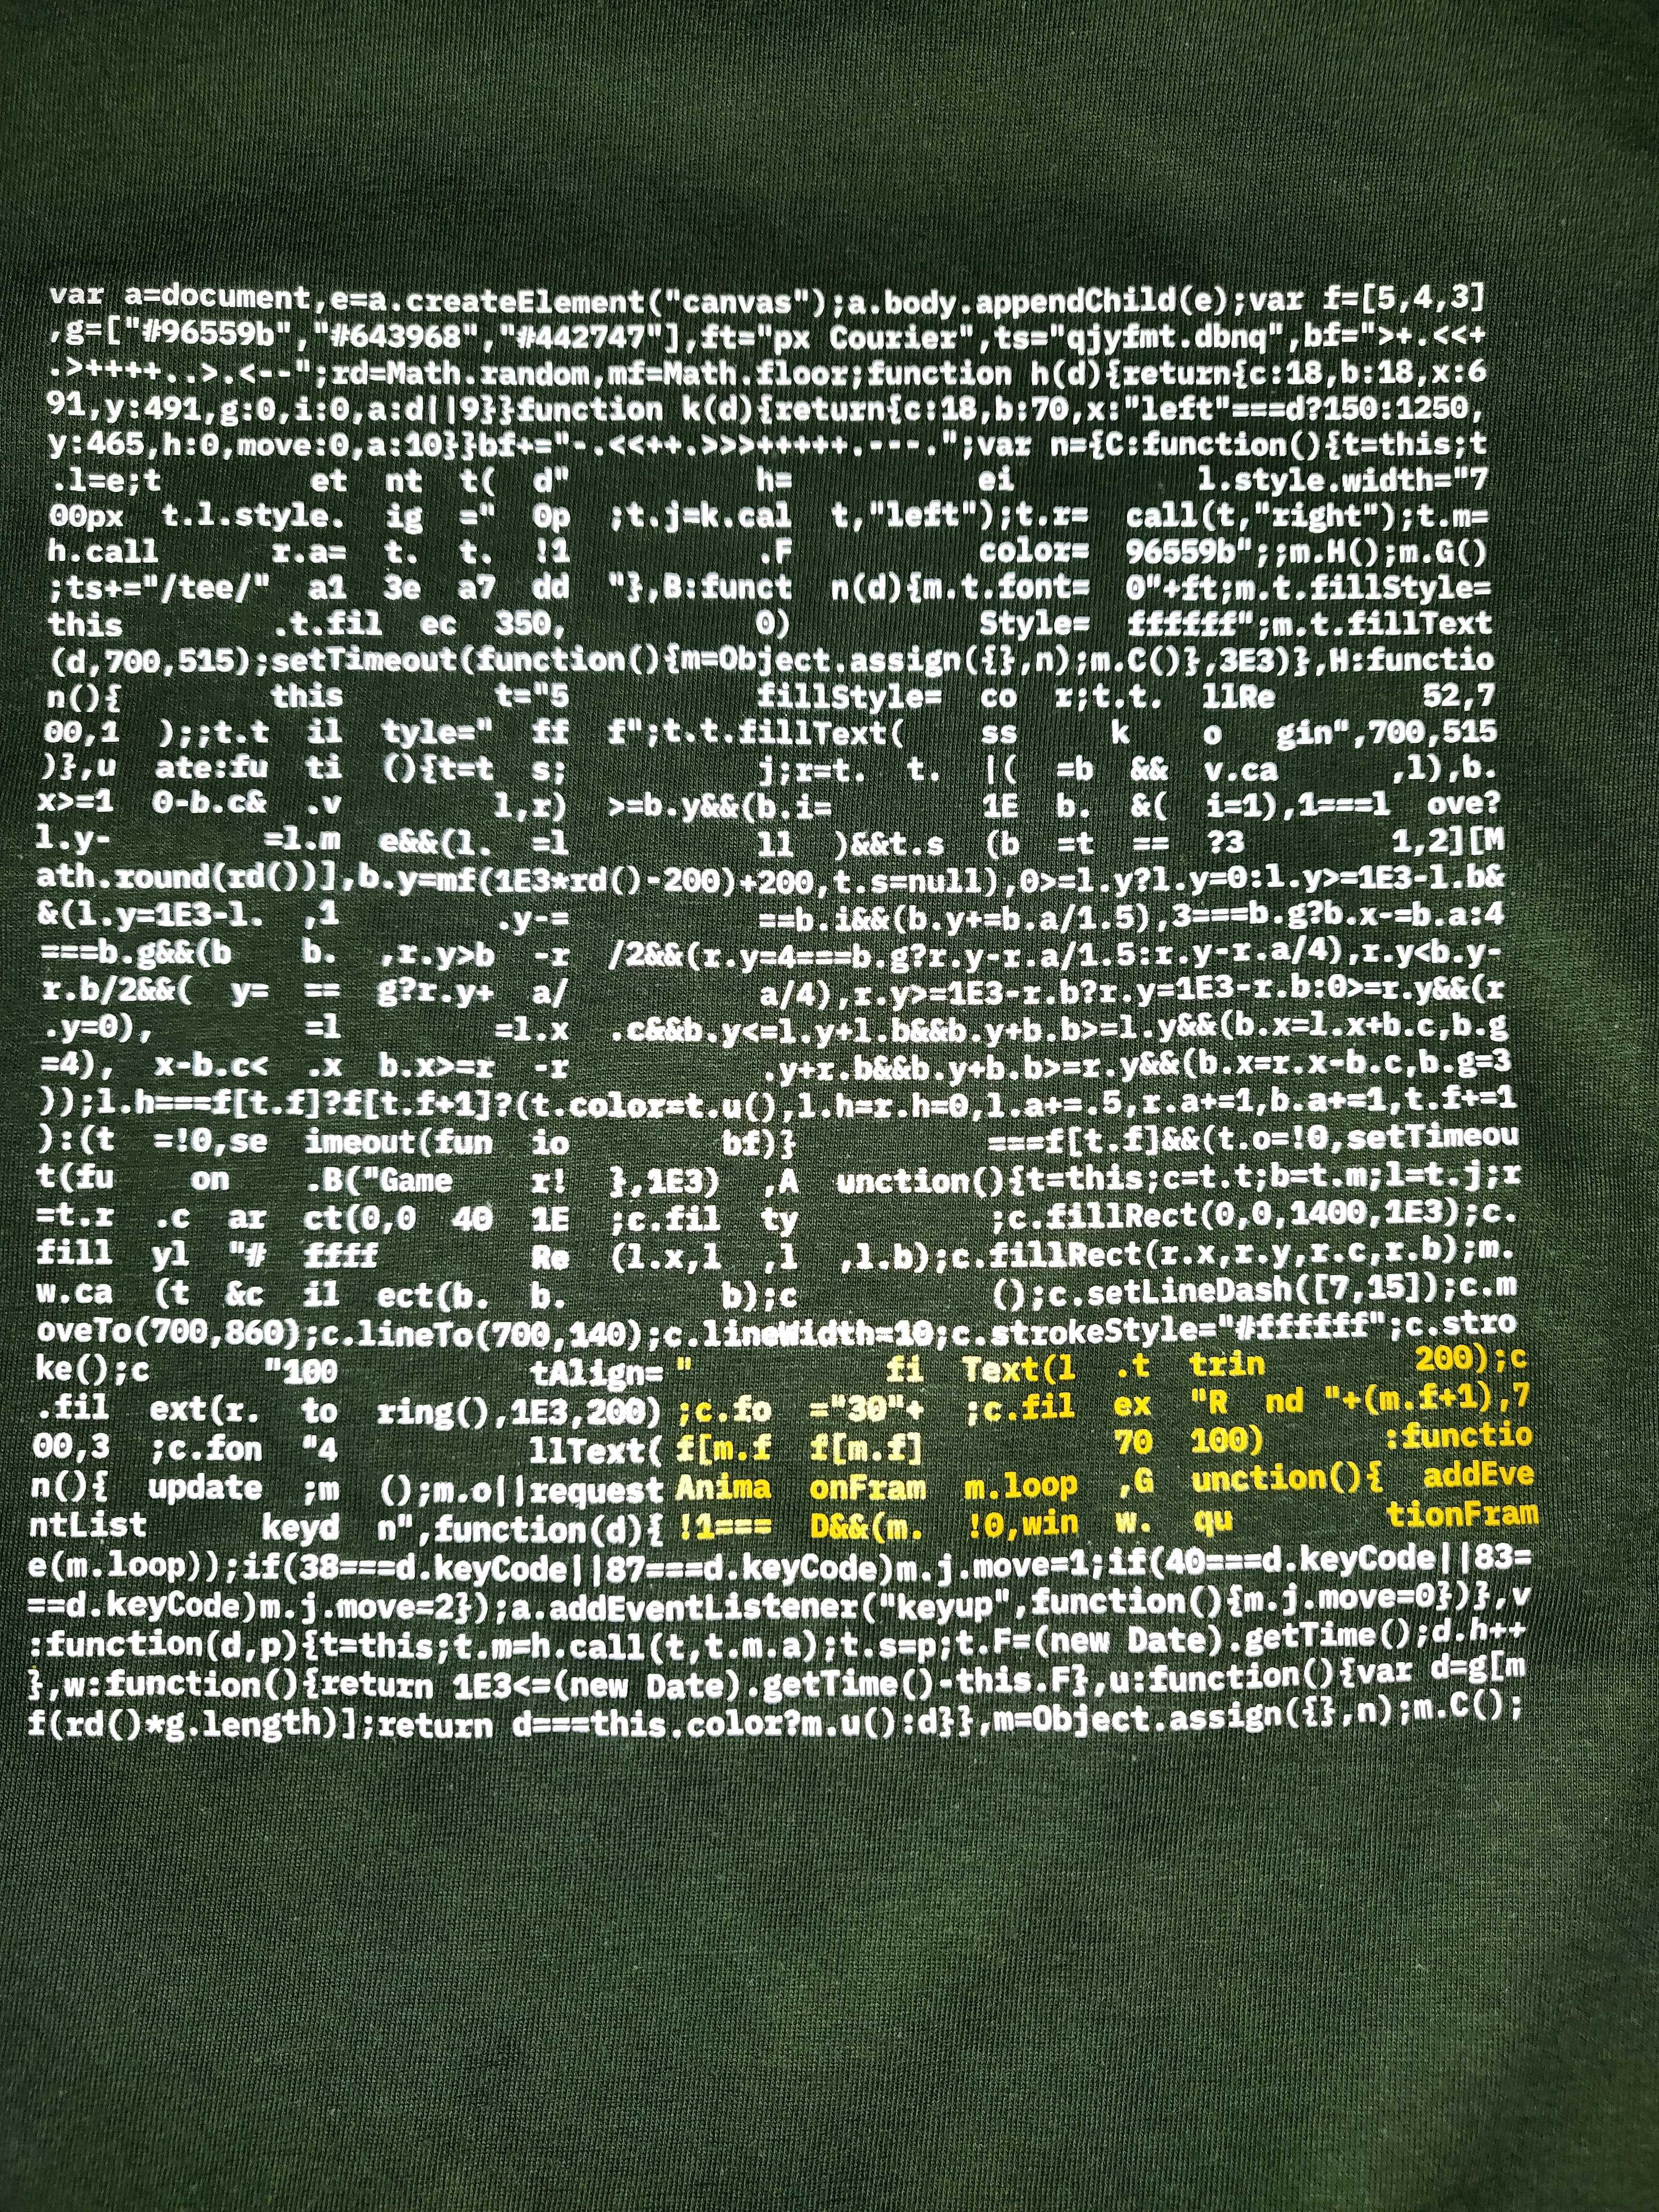 var a=document,e=a.createElement("canvas");a.body.appendChild(e);var f=[5,4,3]
,g=["#96559b","#643968","#442747"],ft="px Courier",ts="qjyfmt.dbnq",bf=">+.<<+
.>++++..>.<--";rd=Math.random,mf=Math.floor;function h(d){return{c:18,b:18,x:6
91,y:491,g:0,i:0,a:d||9}}function k(d){return{c:18,b:70,x:"left"===d?150:1250,
y:465,h:0,move:0,a:10}}bf+="-.<<++.>>>+++++.---.";var n={C:function(){t=this;t
.l=e;t        et  nt  t(  d"          h=          ei          l.style.width="7
00px  t.l.style.  ig  ="  0p  ;t.j=k.cal  t,"left");t.r=  call(t,"right");t.m=
h.call      r.a=  t.  t.  !1          .F          color=  96559b";;m.H();m.G()
;ts+="/tee/"  a1  3e  a7  dd  "},B:funct  n(d){m.t.font=  0"+ft;m.t.fillStyle=
this        .t.fil  ec  350,          0)          Style=  ffffff";m.t.fillText
(d,700,515);setTimeout(function(){m=Object.assign({},n);m.C()},3E3)},H:functio
n(){        this        t="5          fillStyle=  co  r;t.t.  llRe        52,7
00,1  );;t.t  il  tyle="  ff  f";t.t.fillText(    ss     k    o   gin",700,515
)},u  ate:fu  ti  (){t=t  s;          j;r=t.  t.  |(  =b  &&  v.ca      ,l),b.
x>=1  0-b.c&  .v        l,r)  >=b.y&&(b.i=        1E  b.  &(  i=1),1===l  ove?
l.y-        =l.m  e&&(l.  =l          ll  )&&t.s  (b  =t  ==  ?3        1,2][M
ath.round(rd())],b.y=mf(1E3*rd()-200)+200,t.s=null),0>=l.y?l.y=0:l.y>=1E3-l.b&
&(l.y=1E3-l.  ,1        .y-=          ==b.i&&(b.y+=b.a/1.5),3===b.g?b.x-=b.a:4
===b.g&&(b    b.  ,r.y>b  -r  /2&&(r.y=4===b.g?r.y-r.a/1.5:r.y-r.a/4),r.y<b.y-
r.b/2&&(  y=  ==  g?r.y+  a/          a/4),r.y>=1E3-r.b?r.y=1E3-r.b:0>=r.y&&(r
.y=0),        =l        =l.x  .c&&b.y<=l.y+l.b&&b.y+b.b>=l.y&&(b.x=l.x+b.c,b.g
=4),  x-b.c<  .x  b.x>=r  -r          .y+r.b&&b.y+b.b>=r.y&&(b.x=r.x-b.c,b.g=3
));l.h===f[t.f]?f[t.f+1]?(t.color=t.u(),l.h=r.h=0,l.a+=.5,r.a+=1,b.a+=1,t.f+=1
):(t  =!0,se  imeout(fun  io        bf)}          ===f[t.f]&&(t.o=!0,setTimeou
t(fu    on    .B("Game    r!  },1E3)  ,A  unction(){t=this;c=t.t;b=t.m;l=t.j;r
=t.r  .c  ar  ct(0,0  40  1E  ;c.fil  ty          ;c.fillRect(0,0,1400,1E3);c.
fill  yl  "#  ffff        Re  (l.x,l  ,l  ,l.b);c.fillRect(r.x,r.y,r.c,r.b);m.
w.ca  (t  &c  il  ect(b.  b.        b);c          ();c.setLineDash([7,15]);c.m
oveTo(700,860);c.lineTo(700,140);c.lineWidth=10;c.strokeStyle="#ffffff";c.stro
ke();c      "100          tAlign="          fi  Text(l  .t  trin        200);c
.fil  ext(r.  to  ring(),1E3,200);c.fo  ="30"+  ;c.fil  ex  "R  nd "+(m.f+1),7
00,3  ;c.fon  "4          llText(f[m.f  f[m.f]          70  100)      :functio
n(){  update  ;m  ();m.o||requestAnima  onFram  m.loop  ,G  unction(){  addEve
ntList      keyd  n",function(d){!1===  D&&(m.  !0,win  w.  qu        tionFram
e(m.loop));if(38===d.keyCode||87===d.keyCode)m.j.move=1;if(40===d.keyCode||83=
==d.keyCode)m.j.move=2});a.addEventListener("keyup",function(){m.j.move=0})},v
:function(d,p){t=this;t.m=h.call(t,t.m.a);t.s=p;t.F=(new Date).getTime();d.h++
},w:function(){return 1E3<=(new Date).getTime()-this.F},u:function(){var d=g[m
f(rd()*g.length)];return d===this.color?m.u():d}},m=Object.assign({},n);m.C();